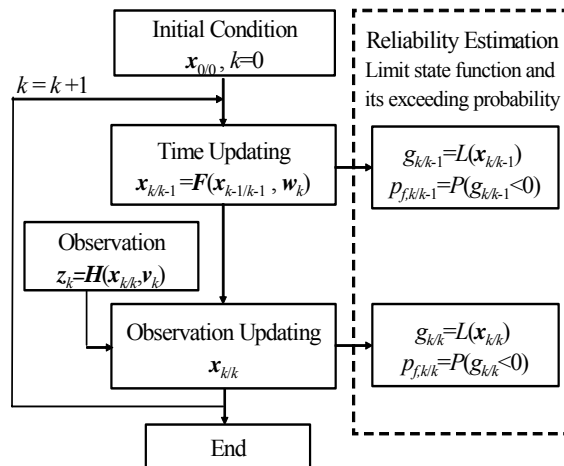 Initial Condition
x0/0 , k=0
k = k+1
Reliability Estimation
Limit state function and
its exceeding probability
Time Updating
xk/k-1=F(xk-1/k-1 , wk)
gk/k-1=L(xk/k-1)
pf,k/k-1=P(gk/k-1<0)
Observation
zk=H(xk/k,vk)
Observation Updating
xk/k
gk/k=L(xk/k)
pf,k/k=P(gk/k<0)
End